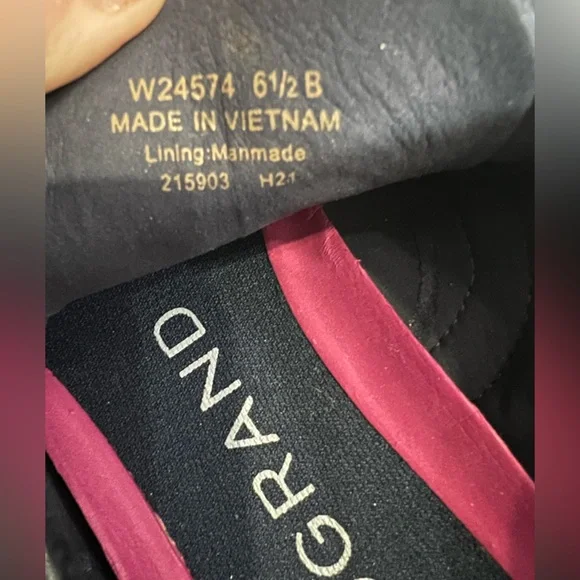 W24574 6½ B
MADE IN VIETNAM
Lining:Manmade
215903 H21
GRAND